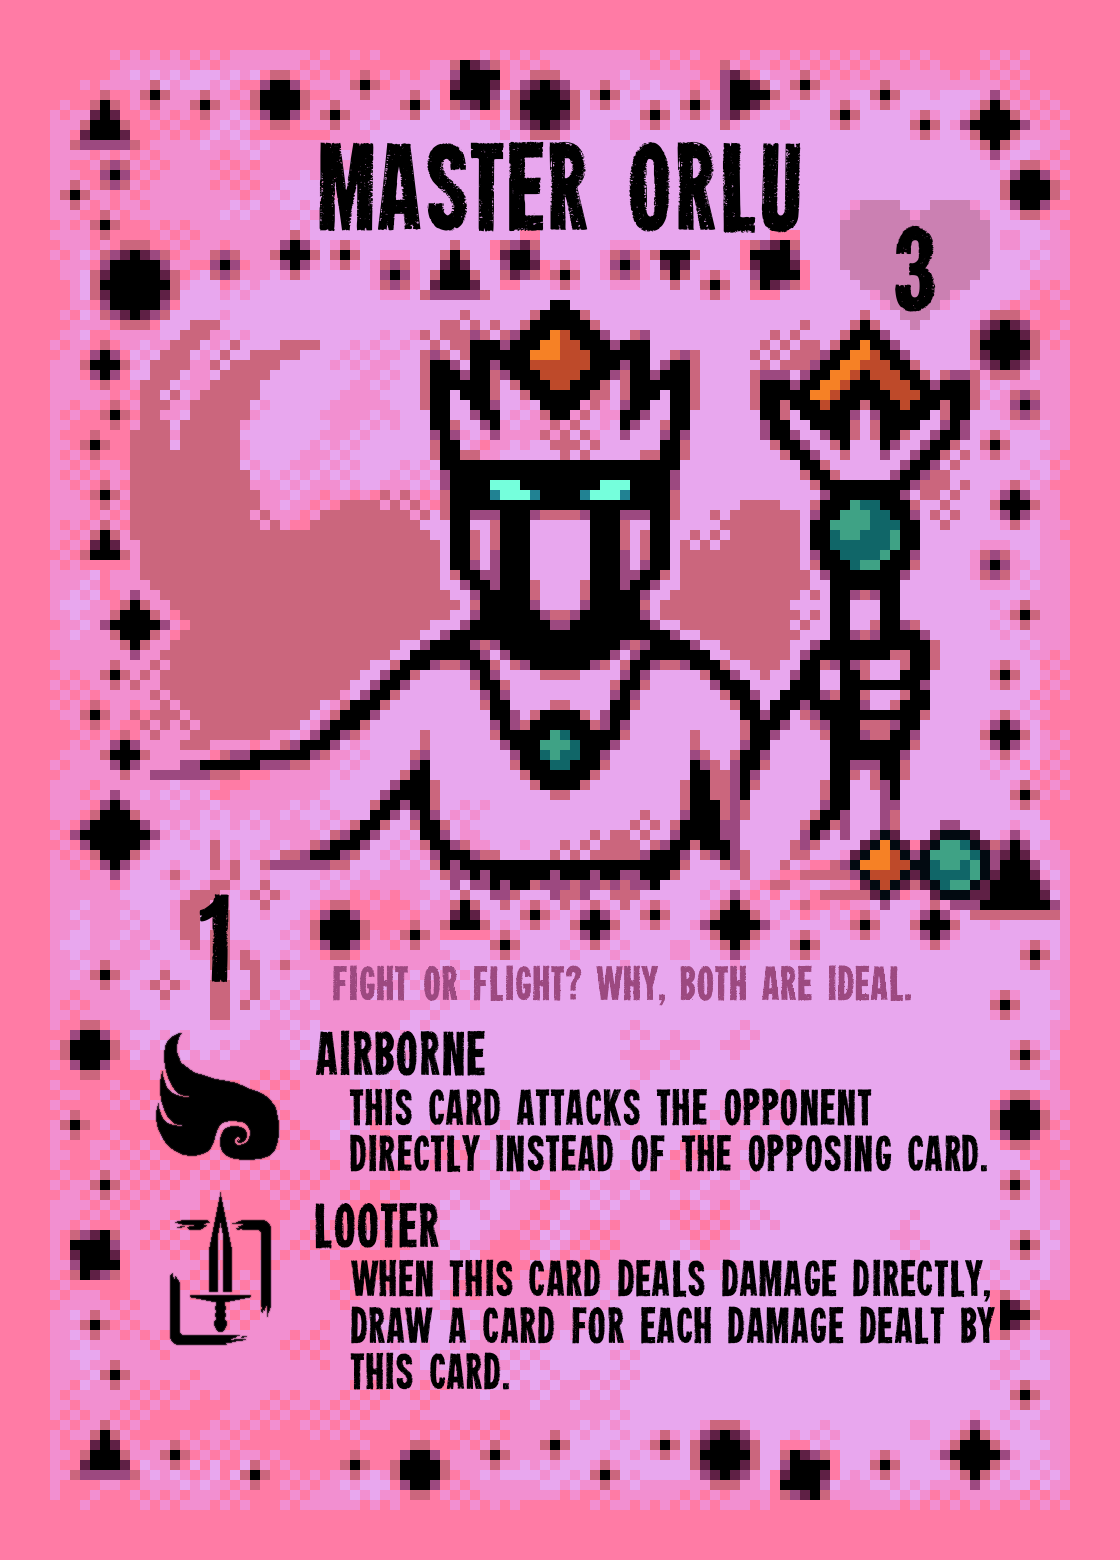 MASTER ORLU
3
1
FIGHT OR FLIGHT? WHY, BOTH ARE IDEAL.
AIRBORNE
THIS CARD ATTACKS THE OPPONENT
DIRECTLY INSTEAD OF THE OPPOSING CARD.
LOOTER
WHEN THIS CARD DEALS DAMAGE DIRECTLY,
DRAW A CARD FOR EACH DAMAGE DEALT BY
THIS CARD.